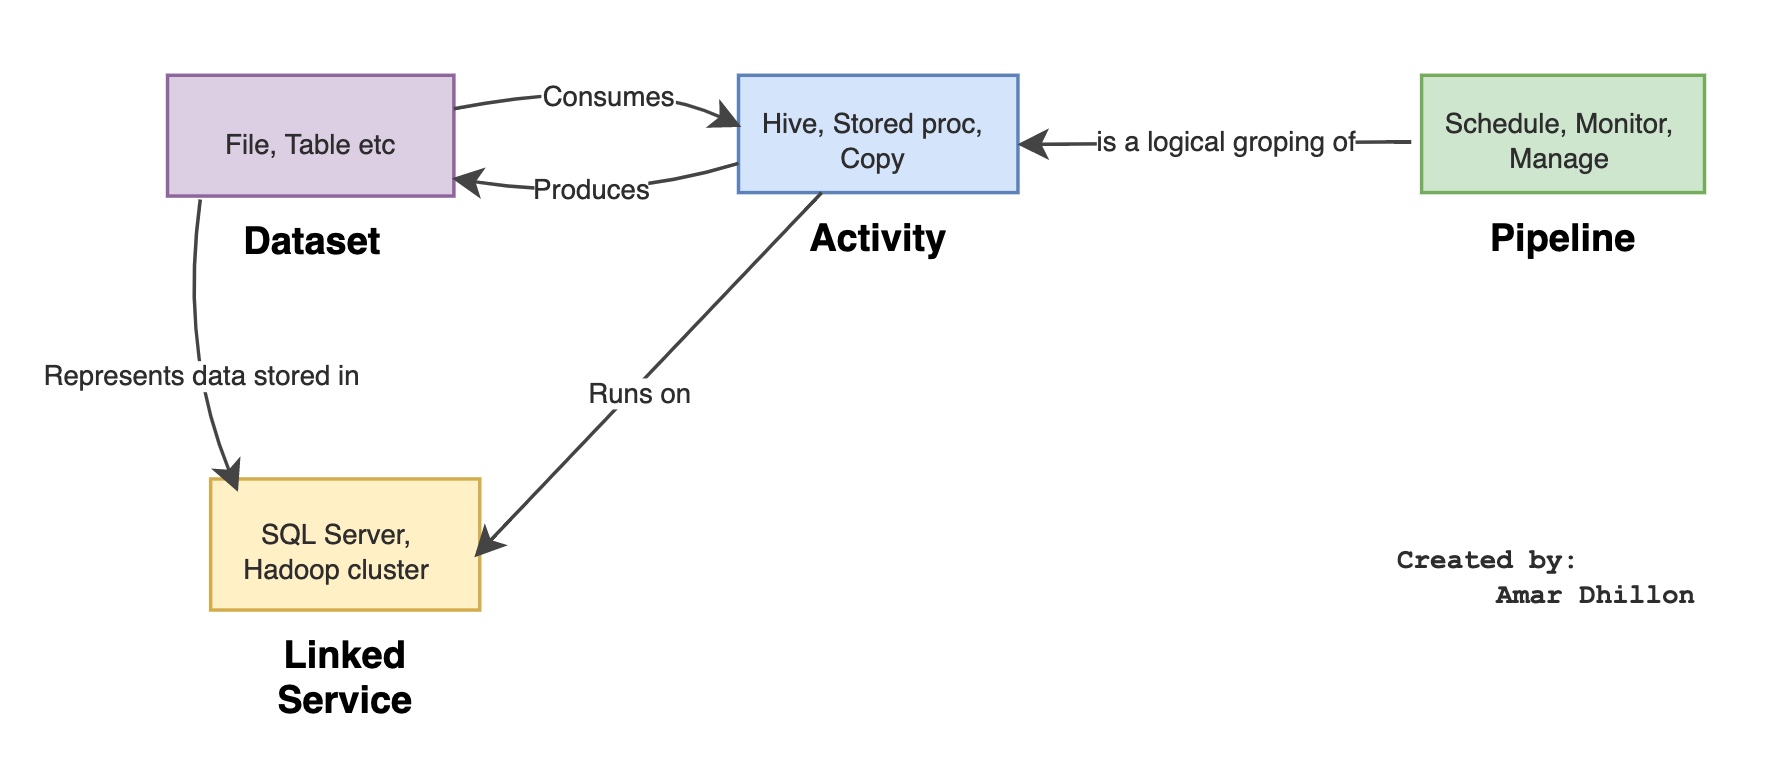 Consumes
File, Table etc
Produces
Dataset
Hive, Stored proc,
Copy
Activity
is a logical groping of
Schedule, Monitor,
Manage
Pipeline
Represents data stored in
Runs on
SQL Server,
Hadoop cluster
Linked
Service
Created by:
Amar Dhillon